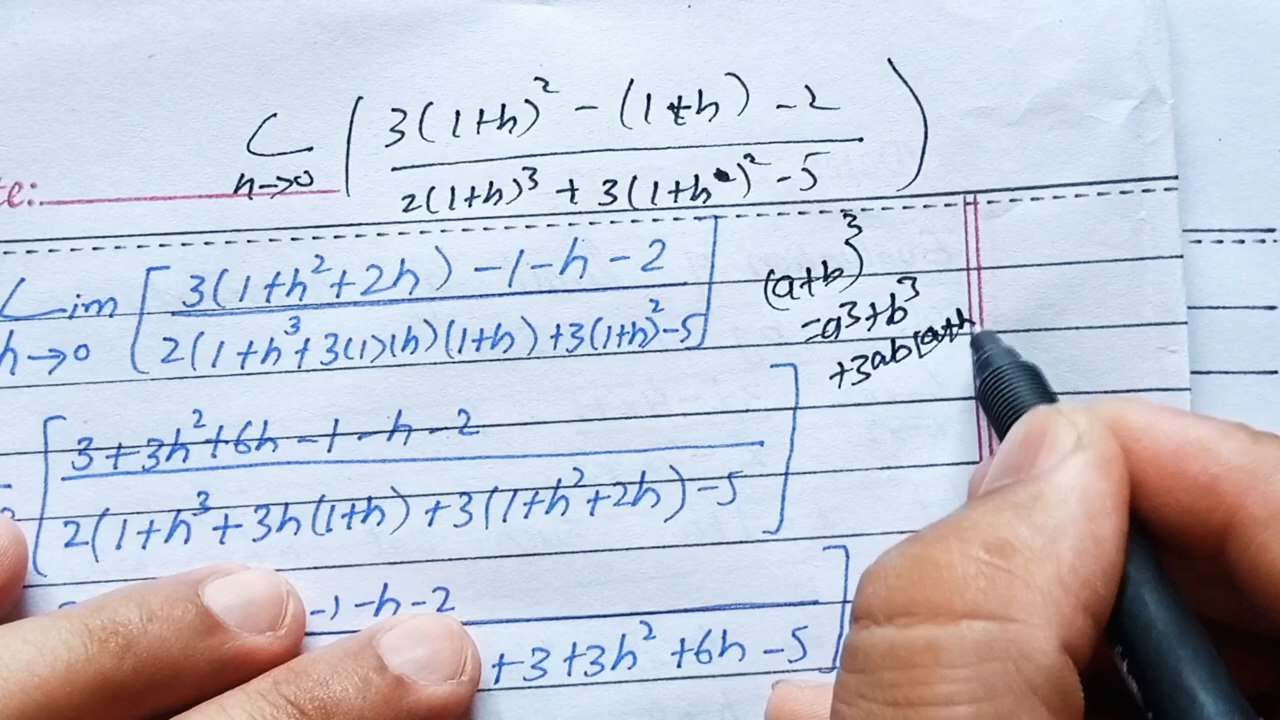 L h→0 ( 3(1+h)² - (1+h) - 2 / 2(1+h)³ + 3(1+h)² - 5 )
te:
Lim h→0 [ 3(1+h²+2h) -1-h-2 / 2(1+h³+3(1)(h)(1+h)+3(1+h)²-5 ]
(a+b)³
=a³+b³
+3ab(a+b
[ 3+3h²+6h-1-h-2 / 2(1+h³+3h(1+h)+3(1+h²+2h)-5 ]
-1-h-2
+3+3h²+6h-5 ]